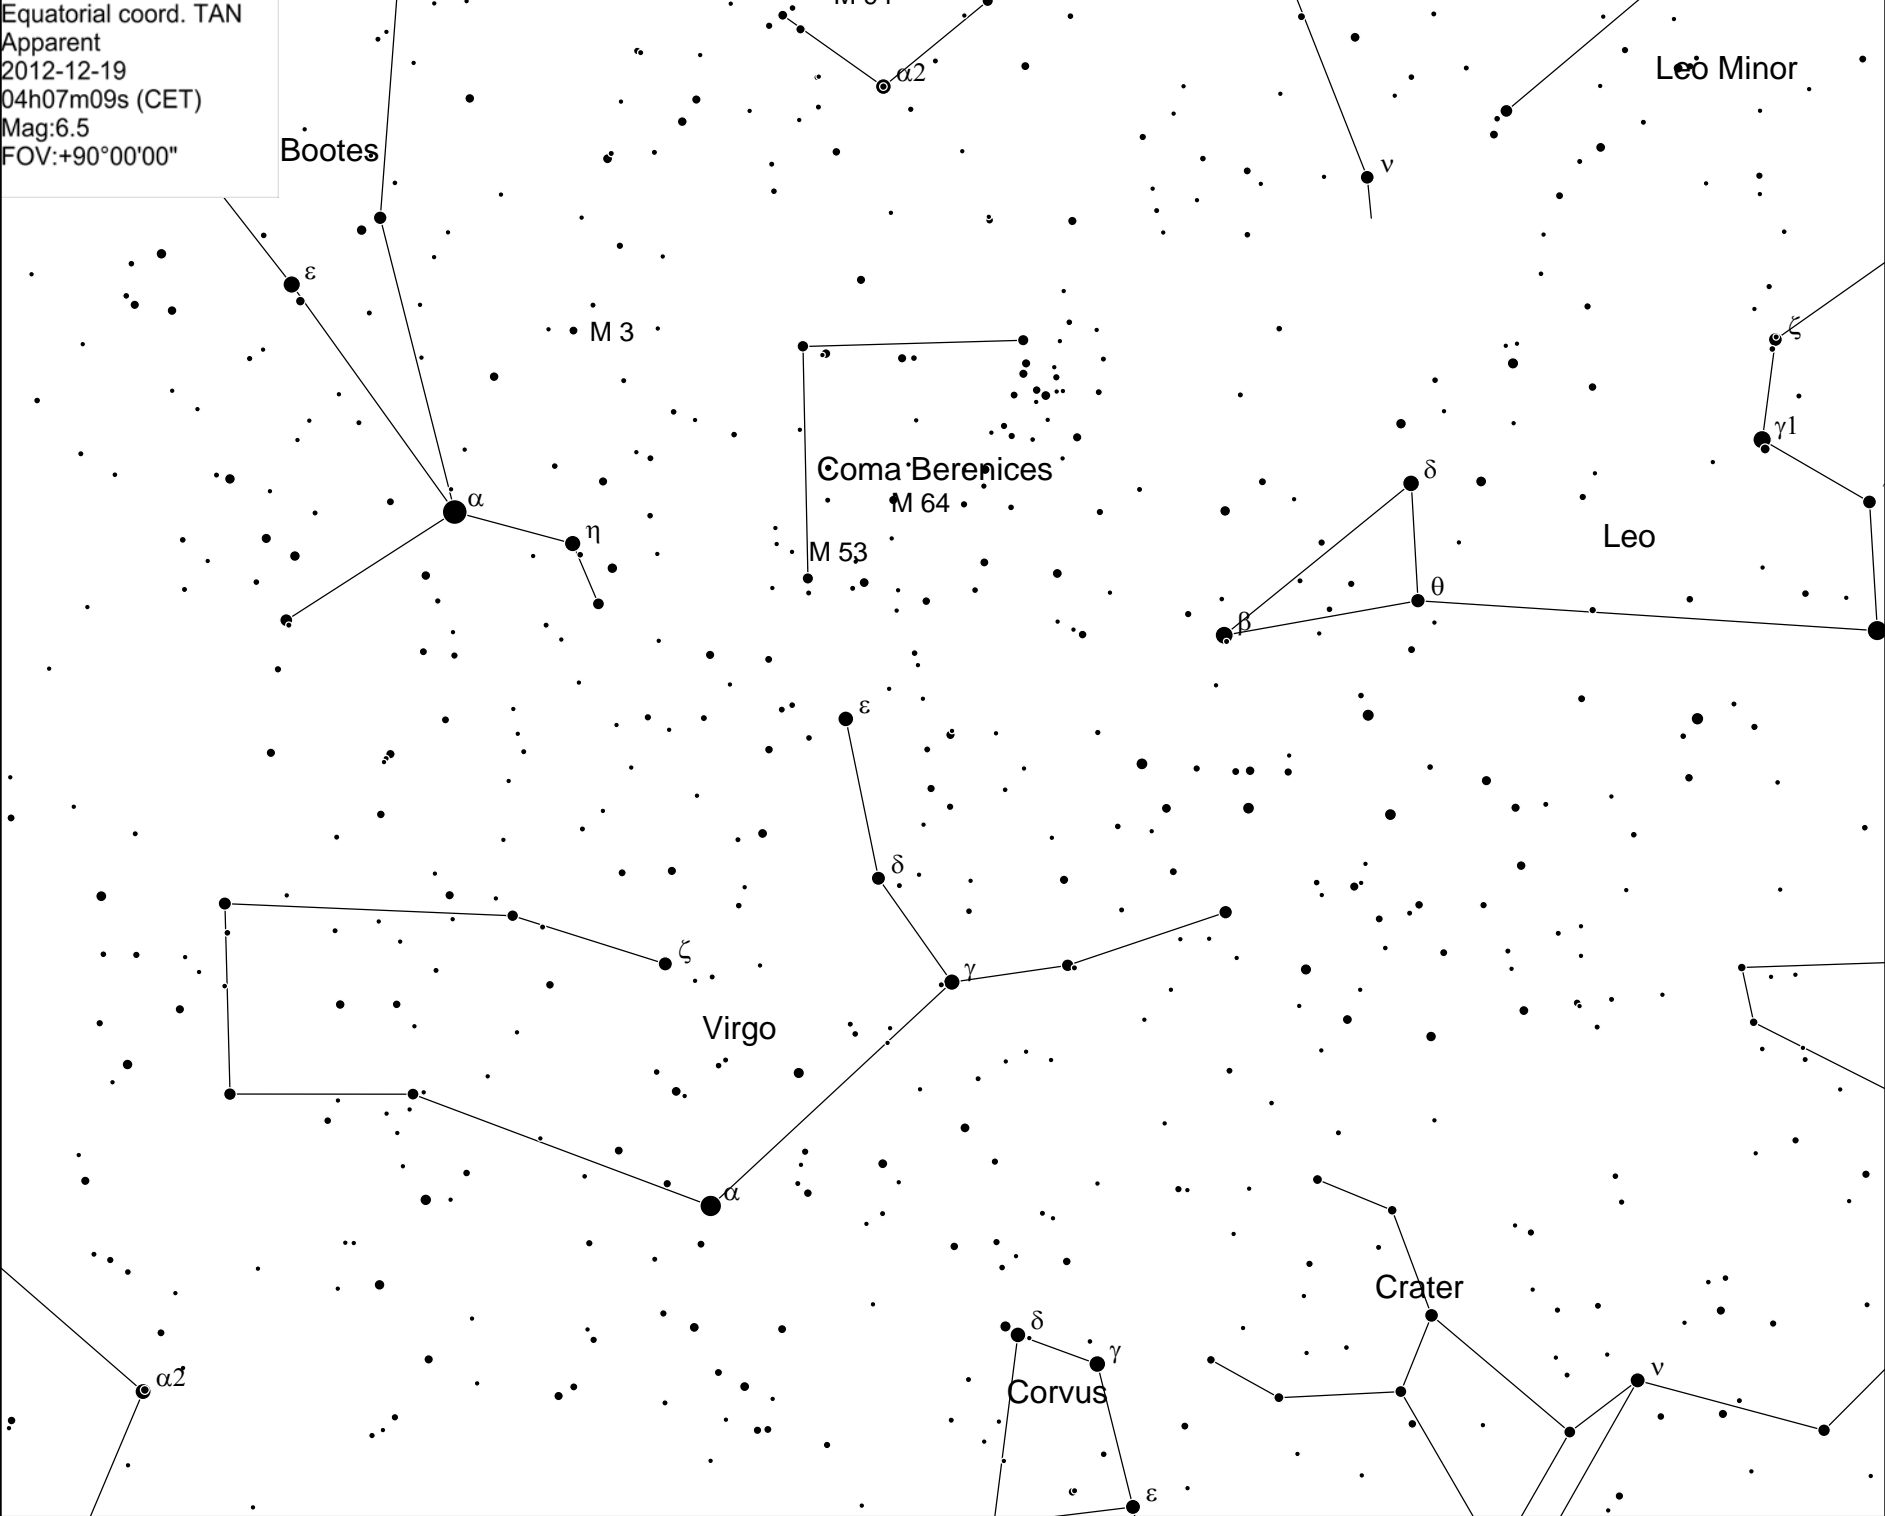 Equatorial coord. TAN
Apparent
2012-12-19
04h07m09s (CET)
Mag:6.5
FOV:+90°00'00"
α2
Leo Minor
Bootes
ν
ε
M 3
ζ
γ1
Coma Berenices
δ
M 64
α
η
Leo
M 53
θ
β
ε
δ
ζ
γ
Virgo
α
Crater
δ
γ
α2
Corvus
ν
ε